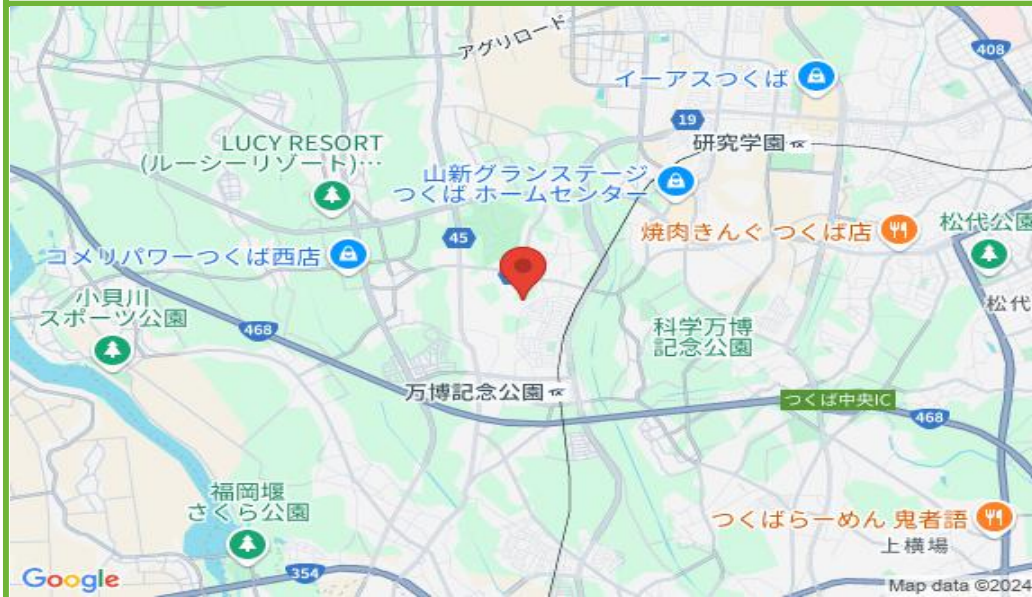 アグリロード
408
イーアスつくば
19
LUCY RESORT
(ルーシーリゾート)…
研究学園
山新グランステージ
つくば ホームセンター
45
焼肉きんぐ つくば店
松代公園
コメリパワーつくば西店
小貝川
スポーツ公園
松代
468
科学万博
記念公園
万博記念公園
つくば中央IC
468
福岡堰
さくら公園
つくばらーめん 鬼者語
上横場
354
Google
Map data ©2024